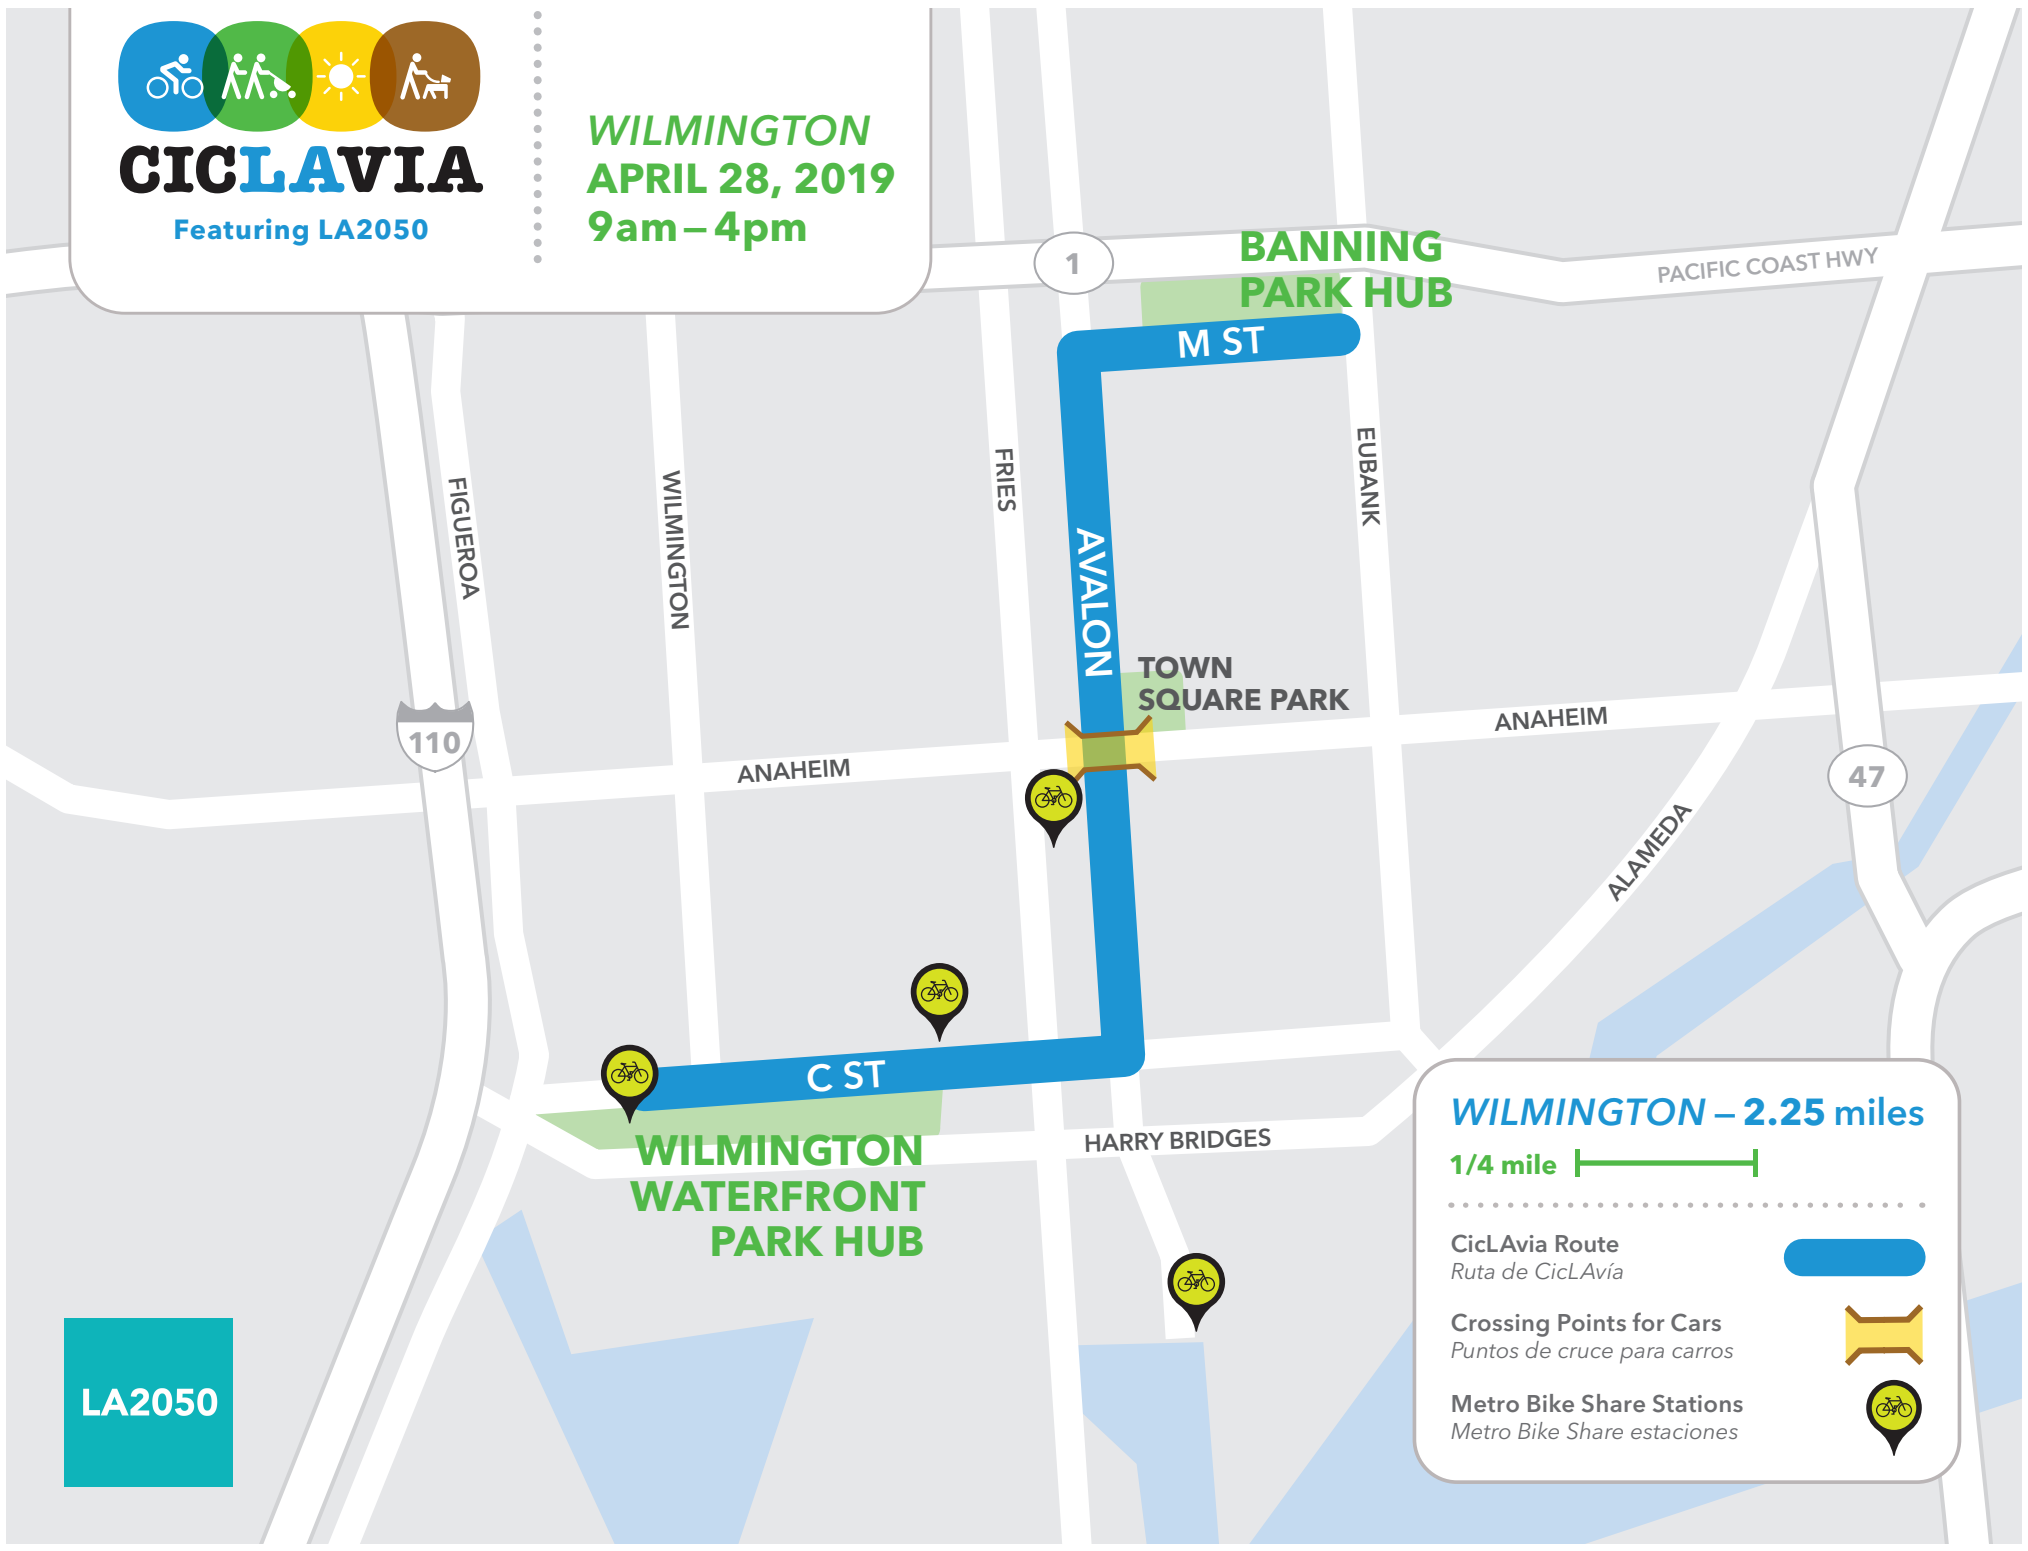 CICLAVIA
Featuring LA2050
WILMINGTON
APRIL 28, 2019
9am – 4pm
1
BANNING
PARK HUB
PACIFIC COAST HWY
M ST
FIGUEROA
WILMINGTON
FRIES
AVALON
EUBANK
TOWN
SQUARE PARK
110
ANAHEIM
ANAHEIM
47
ALAMEDA
C ST
WILMINGTON
WATERFRONT
PARK HUB
HARRY BRIDGES
LA2050
WILMINGTON – 2.25 miles
1/4 mile
CicLAvia Route
Ruta de CicLAvía
Crossing Points for Cars
Puntos de cruce para carros
Metro Bike Share Stations
Metro Bike Share estaciones